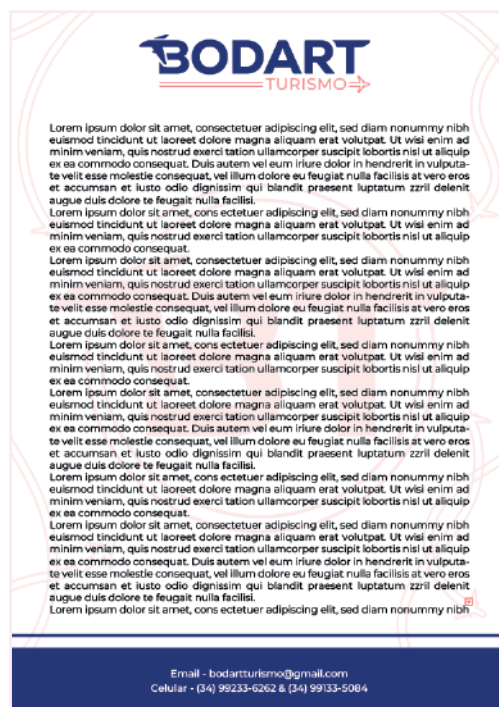 BODART
TURISMO
Lorem ipsum dolor sit amet, consectetuer adipiscing elit, sed diam nonummy nibh
euismod tincidunt ut laoreet dolore magna aliquam erat volutpat. Ut wisi enim ad
minim veniam, quis nostrud exerci tation ullamcorper suscipit lobortis nisl ut aliquip
ex ea commodo consequat. Duis autem vel eum iriure dolor in hendrerit in vulputa-
te velit esse molestie consequat, vel illum dolore eu feugiat nulla facilisis at vero eros
et accumsan et iusto odio dignissim qui blandit praesent luptatum zzril delenit
augue duis dolore te feugait nulla facilisi.
Lorem ipsum dolor sit amet, cons ectetuer adipiscing elit, sed diam nonummy nibh
euismod tincidunt ut laoreet dolore magna aliquam erat volutpat. Ut wisi enim ad
minim veniam, quis nostrud exerci tation ullamcorper suscipit lobortis nisl ut aliquip
ex ea commodo consequat.
Lorem ipsum dolor sit amet, consectetuer adipiscing elit, sed diam nonummy nibh
euismod tincidunt ut laoreet dolore magna aliquam erat volutpat. Ut wisi enim ad
minim veniam, quis nostrud exerci tation ullamcorper suscipit lobortis nisl ut aliquip
ex ea commodo consequat. Duis autem vel eum iriure dolor in hendrerit in vulputa-
te velit esse molestie consequat, vel illum dolore eu feugiat nulla facilisis at vero eros
et accumsan et iusto odio dignissim qui blandit praesent luptatum zzril delenit
augue duis dolore te feugait nulla facilisi.
Lorem ipsum dolor sit amet, cons ectetuer adipiscing elit, sed diam nonummy nibh
euismod tincidunt ut laoreet dolore magna aliquam erat volutpat. Ut wisi enim ad
minim veniam, quis nostrud exerci tation ullamcorper suscipit lobortis nisl ut aliquip
ex ea commodo consequat.
Lorem ipsum dolor sit amet, consectetuer adipiscing elit, sed diam nonummy nibh
euismod tincidunt ut laoreet dolore magna aliquam erat volutpat. Ut wisi enim ad
minim veniam, quis nostrud exerci tation ullamcorper suscipit lobortis nisl ut aliquip
ex ea commodo consequat. Duis autem vel eum iriure dolor in hendrerit in vulputa-
te velit esse molestie consequat, vel illum dolore eu feugiat nulla facilisis at vero eros
et accumsan et iusto odio dignissim qui blandit praesent luptatum zzril delenit
augue duis dolore te feugait nulla facilisi.
Lorem ipsum dolor sit amet, cons ectetuer adipiscing elit, sed diam nonummy nibh
euismod tincidunt ut laoreet dolore magna aliquam erat volutpat. Ut wisi enim ad
minim veniam, quis nostrud exerci tation ullamcorper suscipit lobortis nisl ut aliquip
ex ea commodo consequat.
Lorem ipsum dolor sit amet, consectetuer adipiscing elit, sed diam nonummy nibh
euismod tincidunt ut laoreet dolore magna aliquam erat volutpat. Ut wisi enim ad
minim veniam, quis nostrud exerci tation ullamcorper suscipit lobortis nisl ut aliquip
ex ea commodo consequat. Duis autem vel eum iriure dolor in hendrerit in vulputa-
te velit esse molestie consequat, vel illum dolore eu feugiat nulla facilisis at vero eros
et accumsan et iusto odio dignissim qui blandit praesent luptatum zzril delenit
augue duis dolore te feugait nulla facilisi.
Lorem ipsum dolor sit amet, cons ectetuer adipiscing elit, sed diam nonummy nibh
Email - bodartturismo@gmail.com
Celular - (34) 99233-6262 & (34) 99133-5084